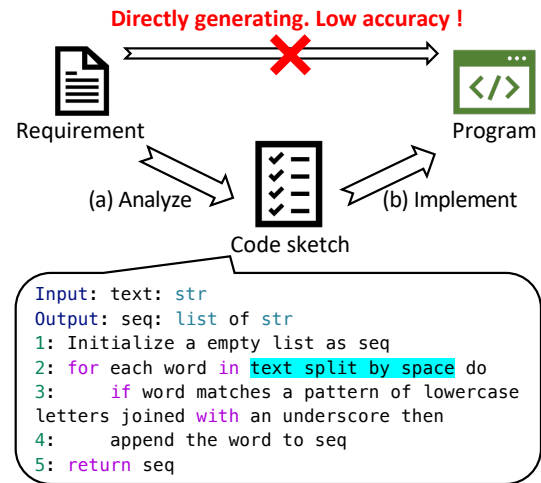 Directly generating. Low accuracy !
</>
Requirement
Program
(a) Analyze
(b) Implement
Code sketch
Input: text: str
Output: seq: list of str
1: Initialize a empty list as seq
2: for each word in text split by space do
3: if word matches a pattern of lowercase
letters joined with an underscore then
4: append the word to seq
5: return seq